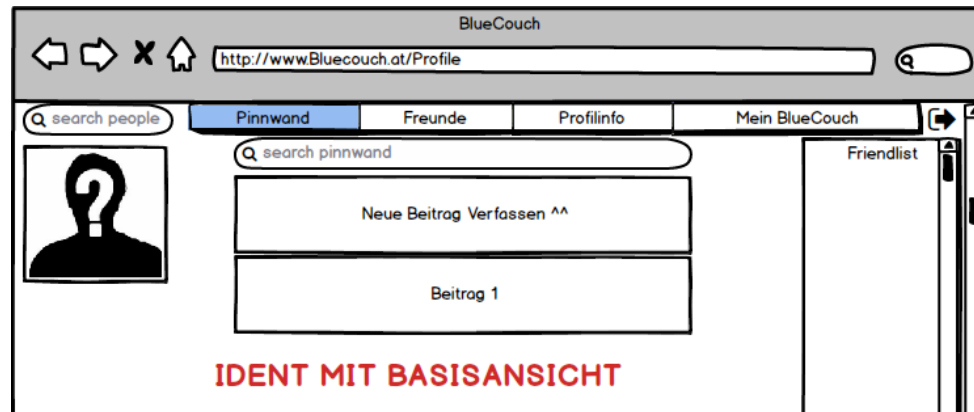 BlueCouch
http://www.Bluecouch.at/Profile
search people
Pinnwand
Freunde
Profilinfo
Mein BlueCouch
search pinnwand
Friendlist
Neue Beitrag Verfassen ^^
Beitrag 1
IDENT MIT BASISANSICHT